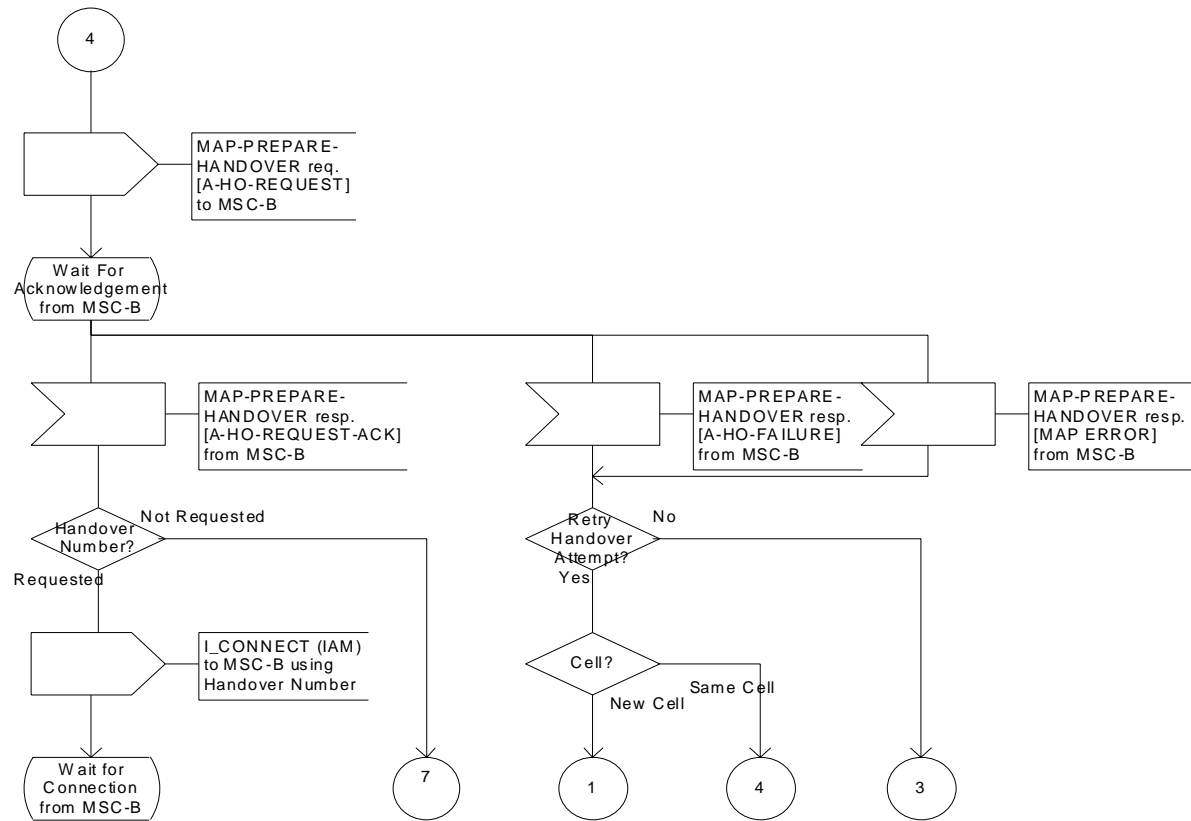 4
MAP-PREPARE-
HANDOVER req.
[A-HO-REQUEST]
to MSC-B
Wait For
Acknowledgement
from MSC-B
MAP-PREPARE-
HANDOVER resp.
[A-HO-REQUEST-ACK]
from MSC-B
MAP-PREPARE-
HANDOVER resp.
[A-HO-FAILURE]
from MSC-B
MAP-PREPARE-
HANDOVER resp.
[MAP ERROR]
from MSC-B
Handover
Number?
Not Requested
Requested
Retry
Handover
Attempt?
No
Yes
I_CONNECT (IAM)
to MSC-B using
Handover Number
Cell?
Same Cell
New Cell
Wait for
Connection
from MSC-B
7
1
4
3